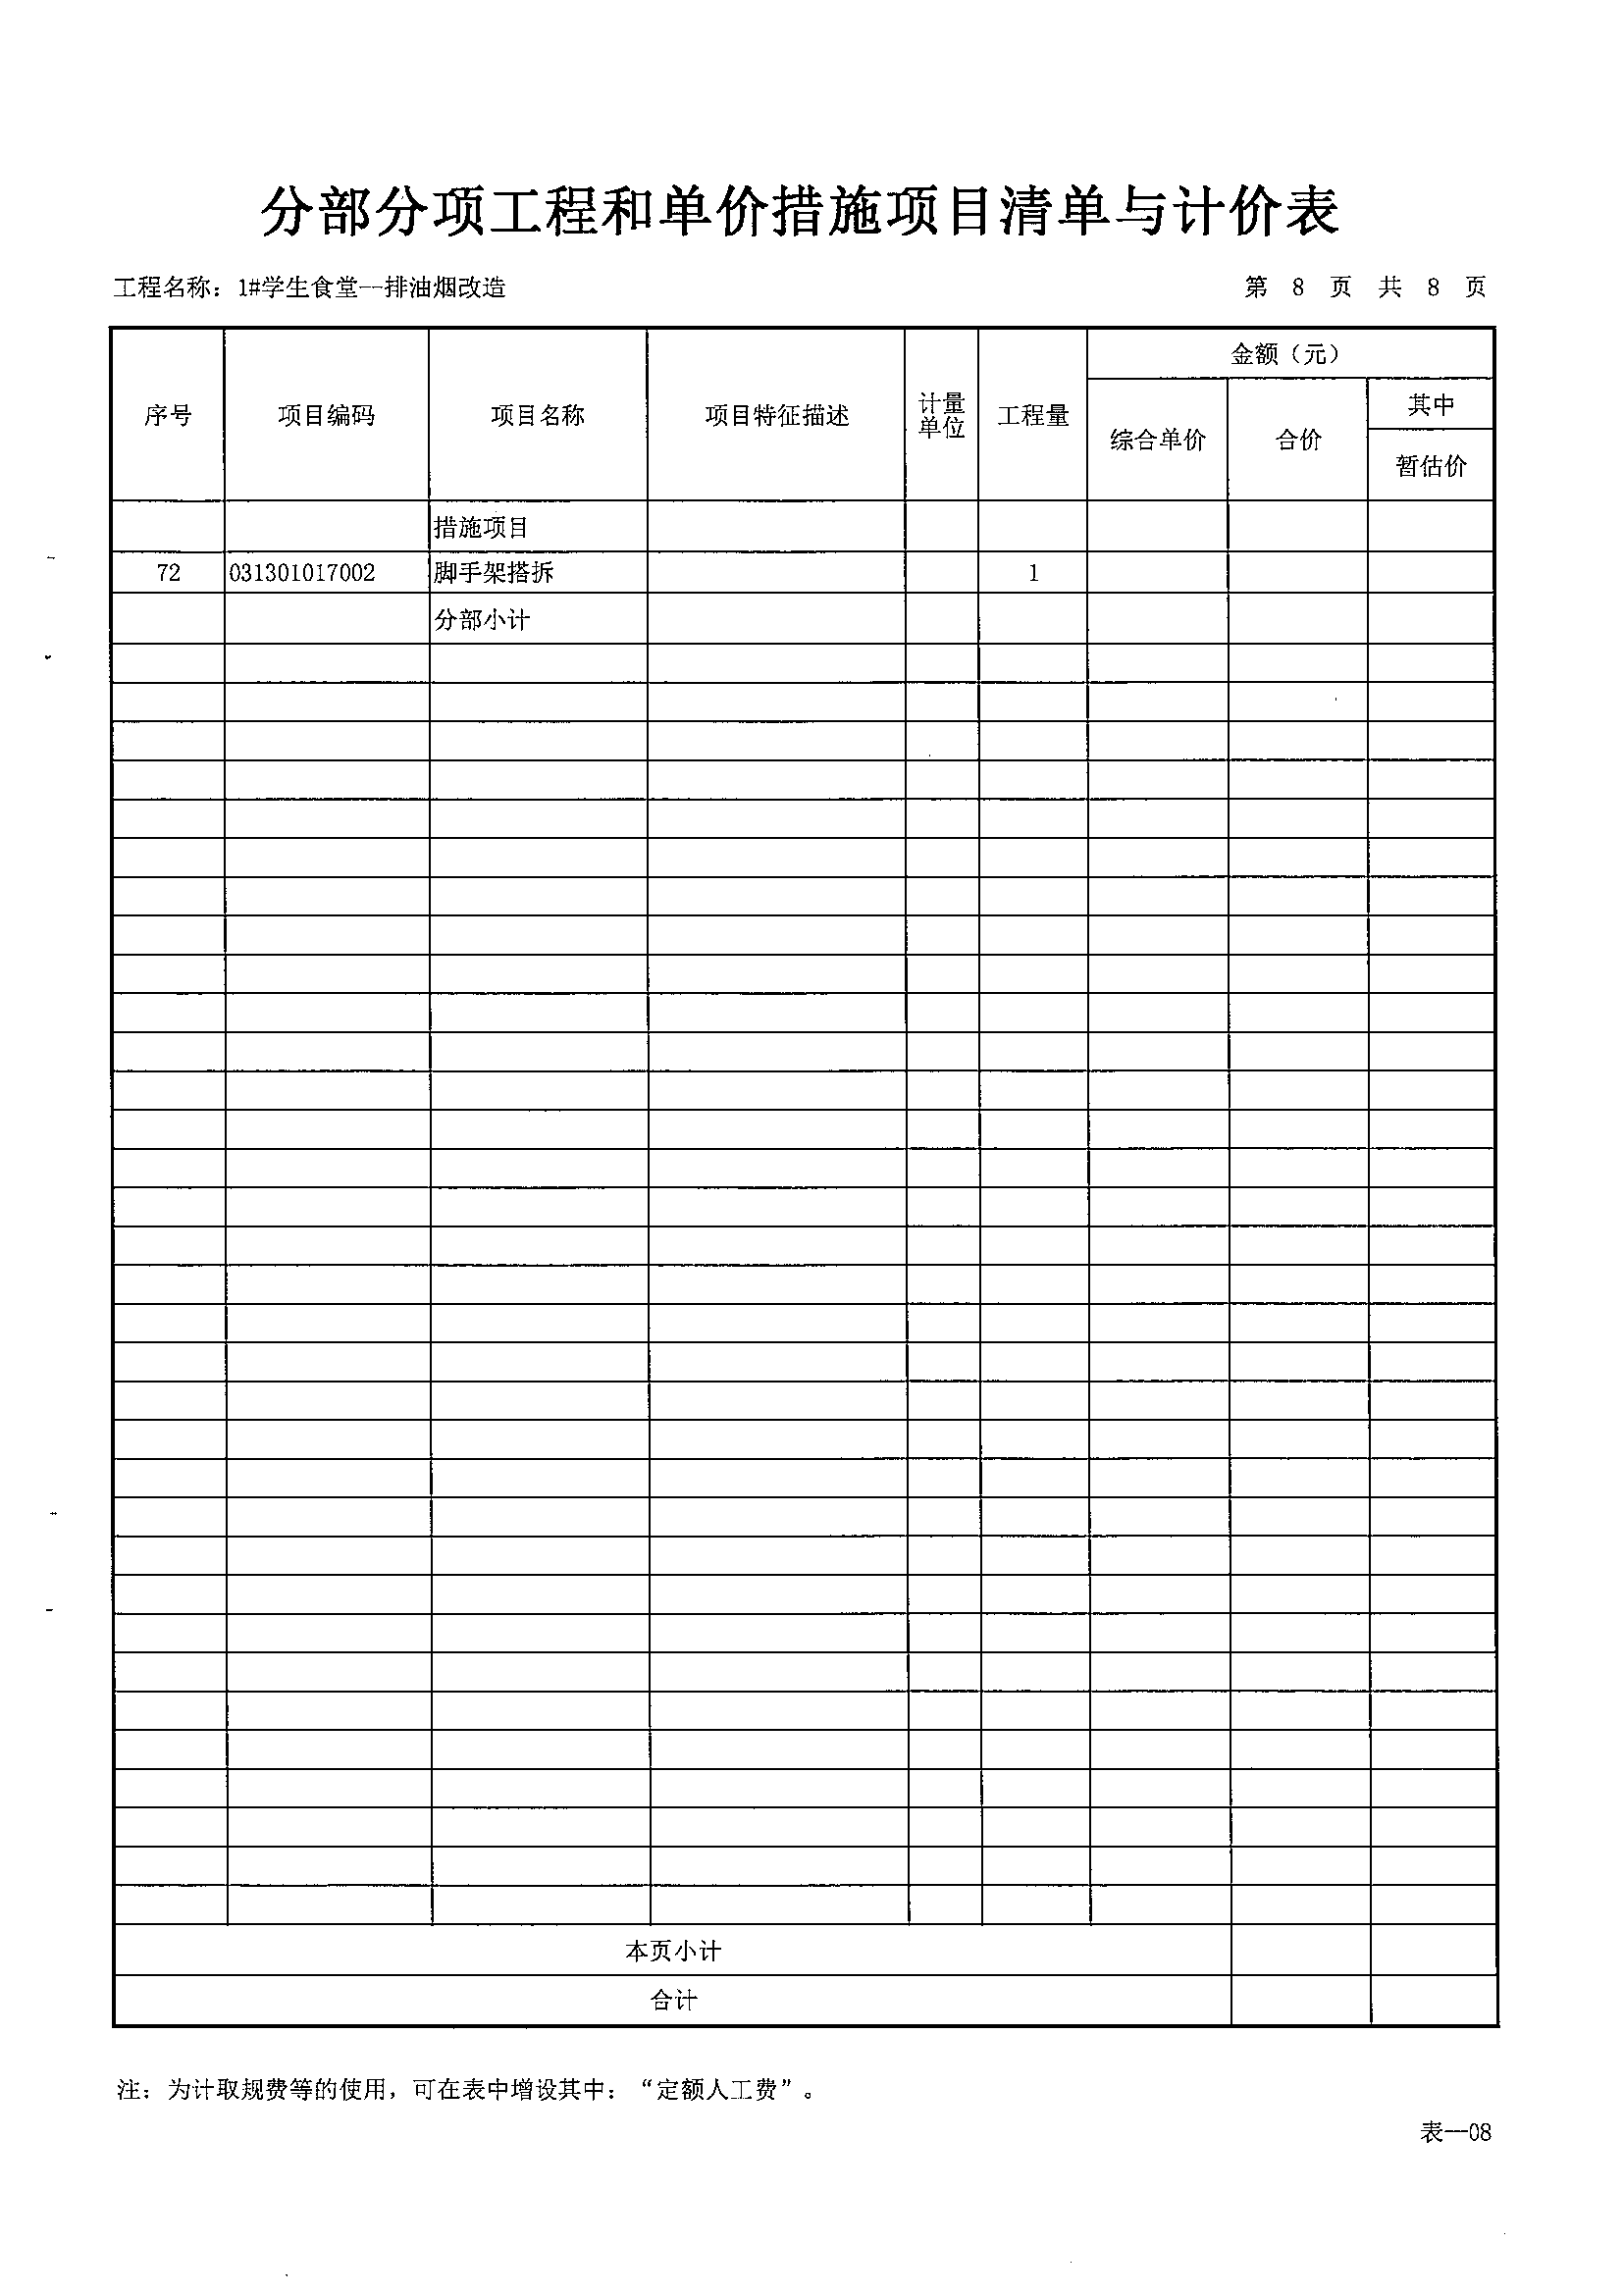 分部分项工程和单价措施项目清单与计价表
工程名称：1#学生食堂--排油烟改造 第 8 页 共 8 页
序号 项目编码 项目名称 项目特征描述 计量单位 工程量 金额（元）
综合单价 合价 其中
暂估价
措施项目
72 031301017002 脚手架搭拆 1
分部小计
本页小计
合计
注：为计取规费等的使用，可在表中增设其中：“定额人工费”。
表—08